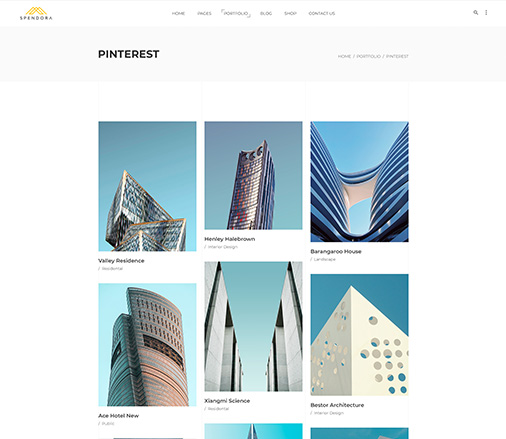 SPENDORA
HOME PAGES PORTFOLIO BLOG SHOP CONTACT US
PINTEREST
HOME / PORTFOLIO / PINTEREST
Valley Residence
/ Residential
Henley Halebrown
/ Interior Design
Barangaroo House
/ Landscape
Ace Hotel New
/ Public
Xiangmi Science
/ Residential
Bestor Architecture
/ Interior Design